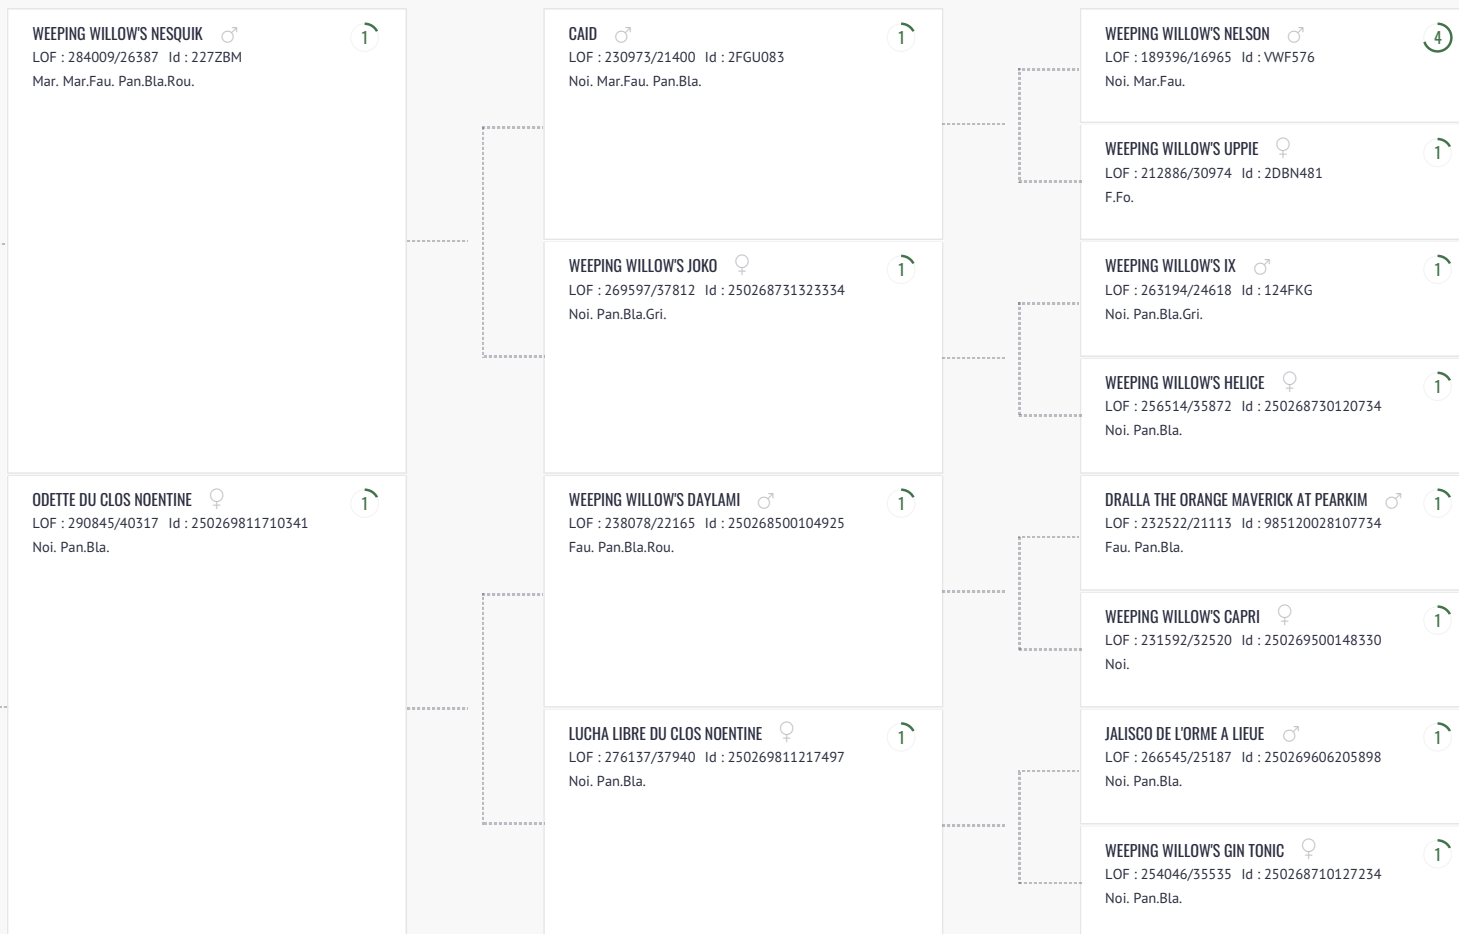 WEEPING WILLOW'S NESQUIK 1
LOF : 284009/26387 Id : 227ZBM
Mar. Mar.Fau. Pan.Bla.Rou.
ODETTE DU CLOS NOENTINE 1
LOF : 290845/40317 Id : 250269811710341
Noi. Pan.Bla.
CAID 1
LOF : 230973/21400 Id : 2FGU083
Noi. Mar.Fau. Pan.Bla.
WEEPING WILLOW'S JOKO 1
LOF : 269597/37812 Id : 250268731323334
Noi. Pan.Bla.Gri.
WEEPING WILLOW'S DAYLAMI 1
LOF : 238078/22165 Id : 250268500104925
Fau. Pan.Bla.Rou.
LUCHA LIBRE DU CLOS NOENTINE 1
LOF : 276137/37940 Id : 250269811217497
Noi. Pan.Bla.
WEEPING WILLOW'S NELSON 4
LOF : 189396/16965 Id : VWF576
Noi. Mar.Fau.
WEEPING WILLOW'S UPPIE 1
LOF : 212886/30974 Id : 2DBN481
F.Fo.
WEEPING WILLOW'S IX 1
LOF : 263194/24618 Id : 124FKG
Noi. Pan.Bla.Gri.
WEEPING WILLOW'S HELICE 1
LOF : 256514/35872 Id : 250268730120734
Noi. Pan.Bla.
DRALLA THE ORANGE MAVERICK AT PEARKIM 1
LOF : 232522/21113 Id : 985120028107734
Fau. Pan.Bla.
WEEPING WILLOW'S CAPRI 1
LOF : 231592/32520 Id : 250269500148330
Noi.
JALISCO DE L'ORME A LIEUE 1
LOF : 266545/25187 Id : 250269606205898
Noi. Pan.Bla.
WEEPING WILLOW'S GIN TONIC 1
LOF : 254046/35535 Id : 250268710127234
Noi. Pan.Bla.